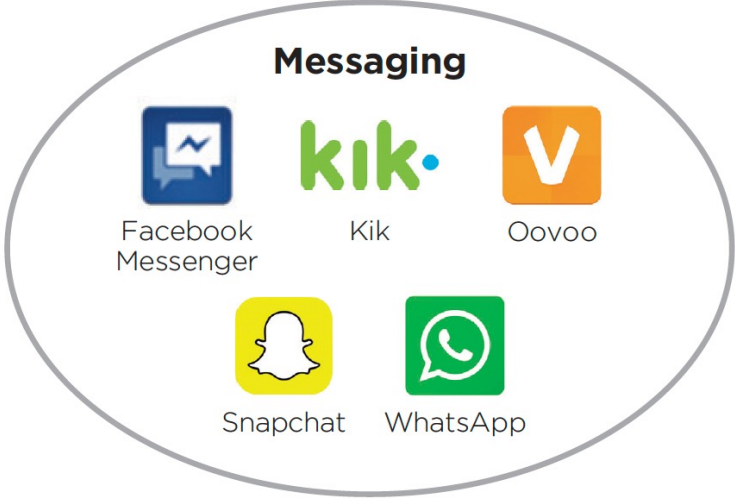 Messaging
kik
Facebook
Messenger
Kik
Oovoo
Snapchat
WhatsApp